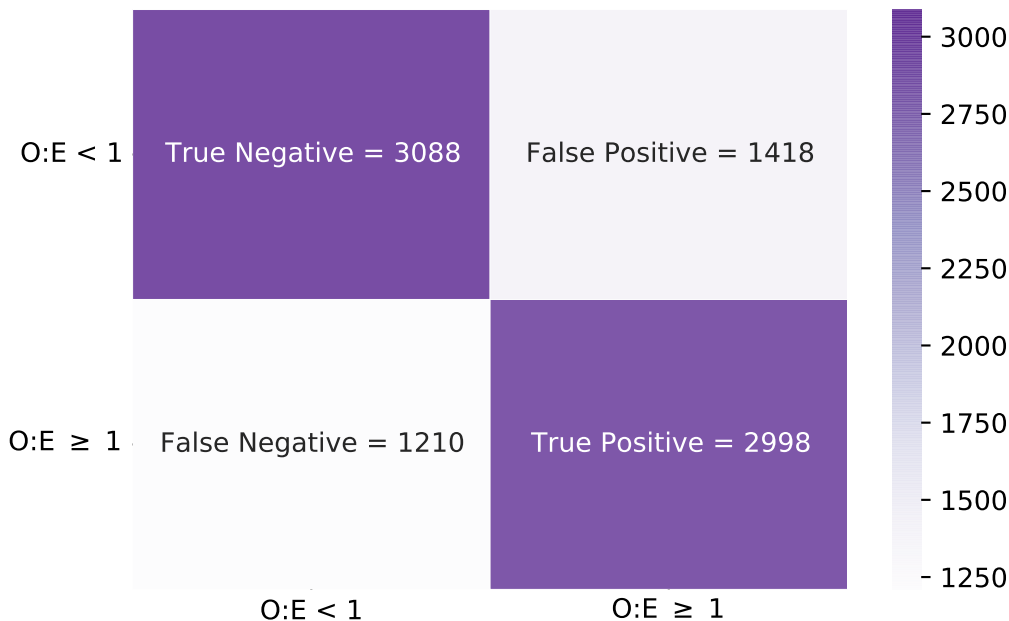 O:E < 1
True Negative = 3088
False Positive = 1418
O:E ≥ 1
False Negative = 1210
True Positive = 2998
O:E < 1
O:E ≥ 1
3000
2750
2500
2250
2000
1750
1500
1250